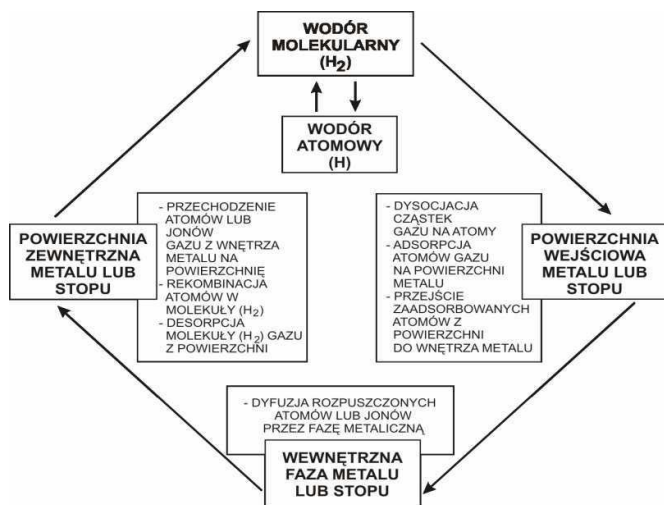 WODÓR
MOLEKULARNY
(H₂)
WODÓR
ATOMOWY
(H)
POWIERZCHNIA
ZEWNĘTRZNA
METALU LUB
STOPU
- PRZECHODZENIE
ATOMÓW LUB
JONÓW
GAZU Z WNĘTRZA
METALU NA
POWIERZCHNIĘ
- REKOMBINACJA
ATOMÓW W
MOLEKUŁY (H₂)
- DESORPCJA
MOLEKUŁY (H₂) GAZU
Z POWIERZCHNI
- DYSOCJACJA
CZĄSTEK
GAZU NA ATOMY
- ADSORPCJA
ATOMÓW GAZU
NA POWIERZCHNI
METALU
- PRZEJŚCIE
ZAADSORBOWANYCH
ATOMÓW Z
POWIERZCHNI
DO WNĘTRZA METALU
POWIERZCHNIA
WEJŚCIOWA
METALU LUB
STOPU
- DYFUZJA ROZPUSZCZONYCH
ATOMÓW LUB JONÓW
PRZEZ FAZĘ METALICZNĄ
WEWNĘTRZNA
FAZA METALU
LUB STOPU